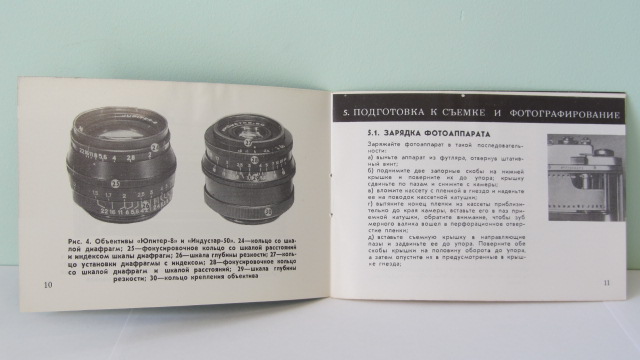 Рис. 4. Объективы «Юпитер-8» и «Индустар-50». 24—кольцо со шка-
лой диафрагм; 25—фокусировочное кольцо со шкалой расстояний
и индексом шкалы диафрагм; 26—шкала глубины резкости; 27—коль-
цо установки диафрагмы с индексом; 28—фокусировочное кольцо
со шкалой диафрагм и шкалой расстояний; 29—шкала глубины
резкости; 30—кольцо крепления объектива
10
5. ПОДГОТОВКА К СЪЕМКЕ И ФОТОГРАФИРОВАНИЕ
5.1. ЗАРЯДКА ФОТОАППАРАТА
Заряжайте фотоаппарат в такой последователь-
ности:
а) выньте аппарат из футляра, отвернув штатив-
ный винт;
б) поднимите две запорные скобы на нижней
крышке и поверните их до упора; крышку
сдвиньте по пазам и снимите с камеры;
в) вложите кассету с пленкой в гнездо и наденьте
ее на поводок кассетной катушки;
г) вытяните конец пленки из кассеты приблизи-
тельно до края камеры, вставьте его в паз прием-
ной катушки, обратите внимание, чтобы зуб
мерного валика вошел в перфорационное отвер-
стие пленки;
д) вставьте съемную крышку в направляющие
пазы и задвиньте ее до упора. Поверните обе
скобы крышки на половину оборота до упора,
а затем опустите их в предусмотренные в крыш-
ке гнезда;
11